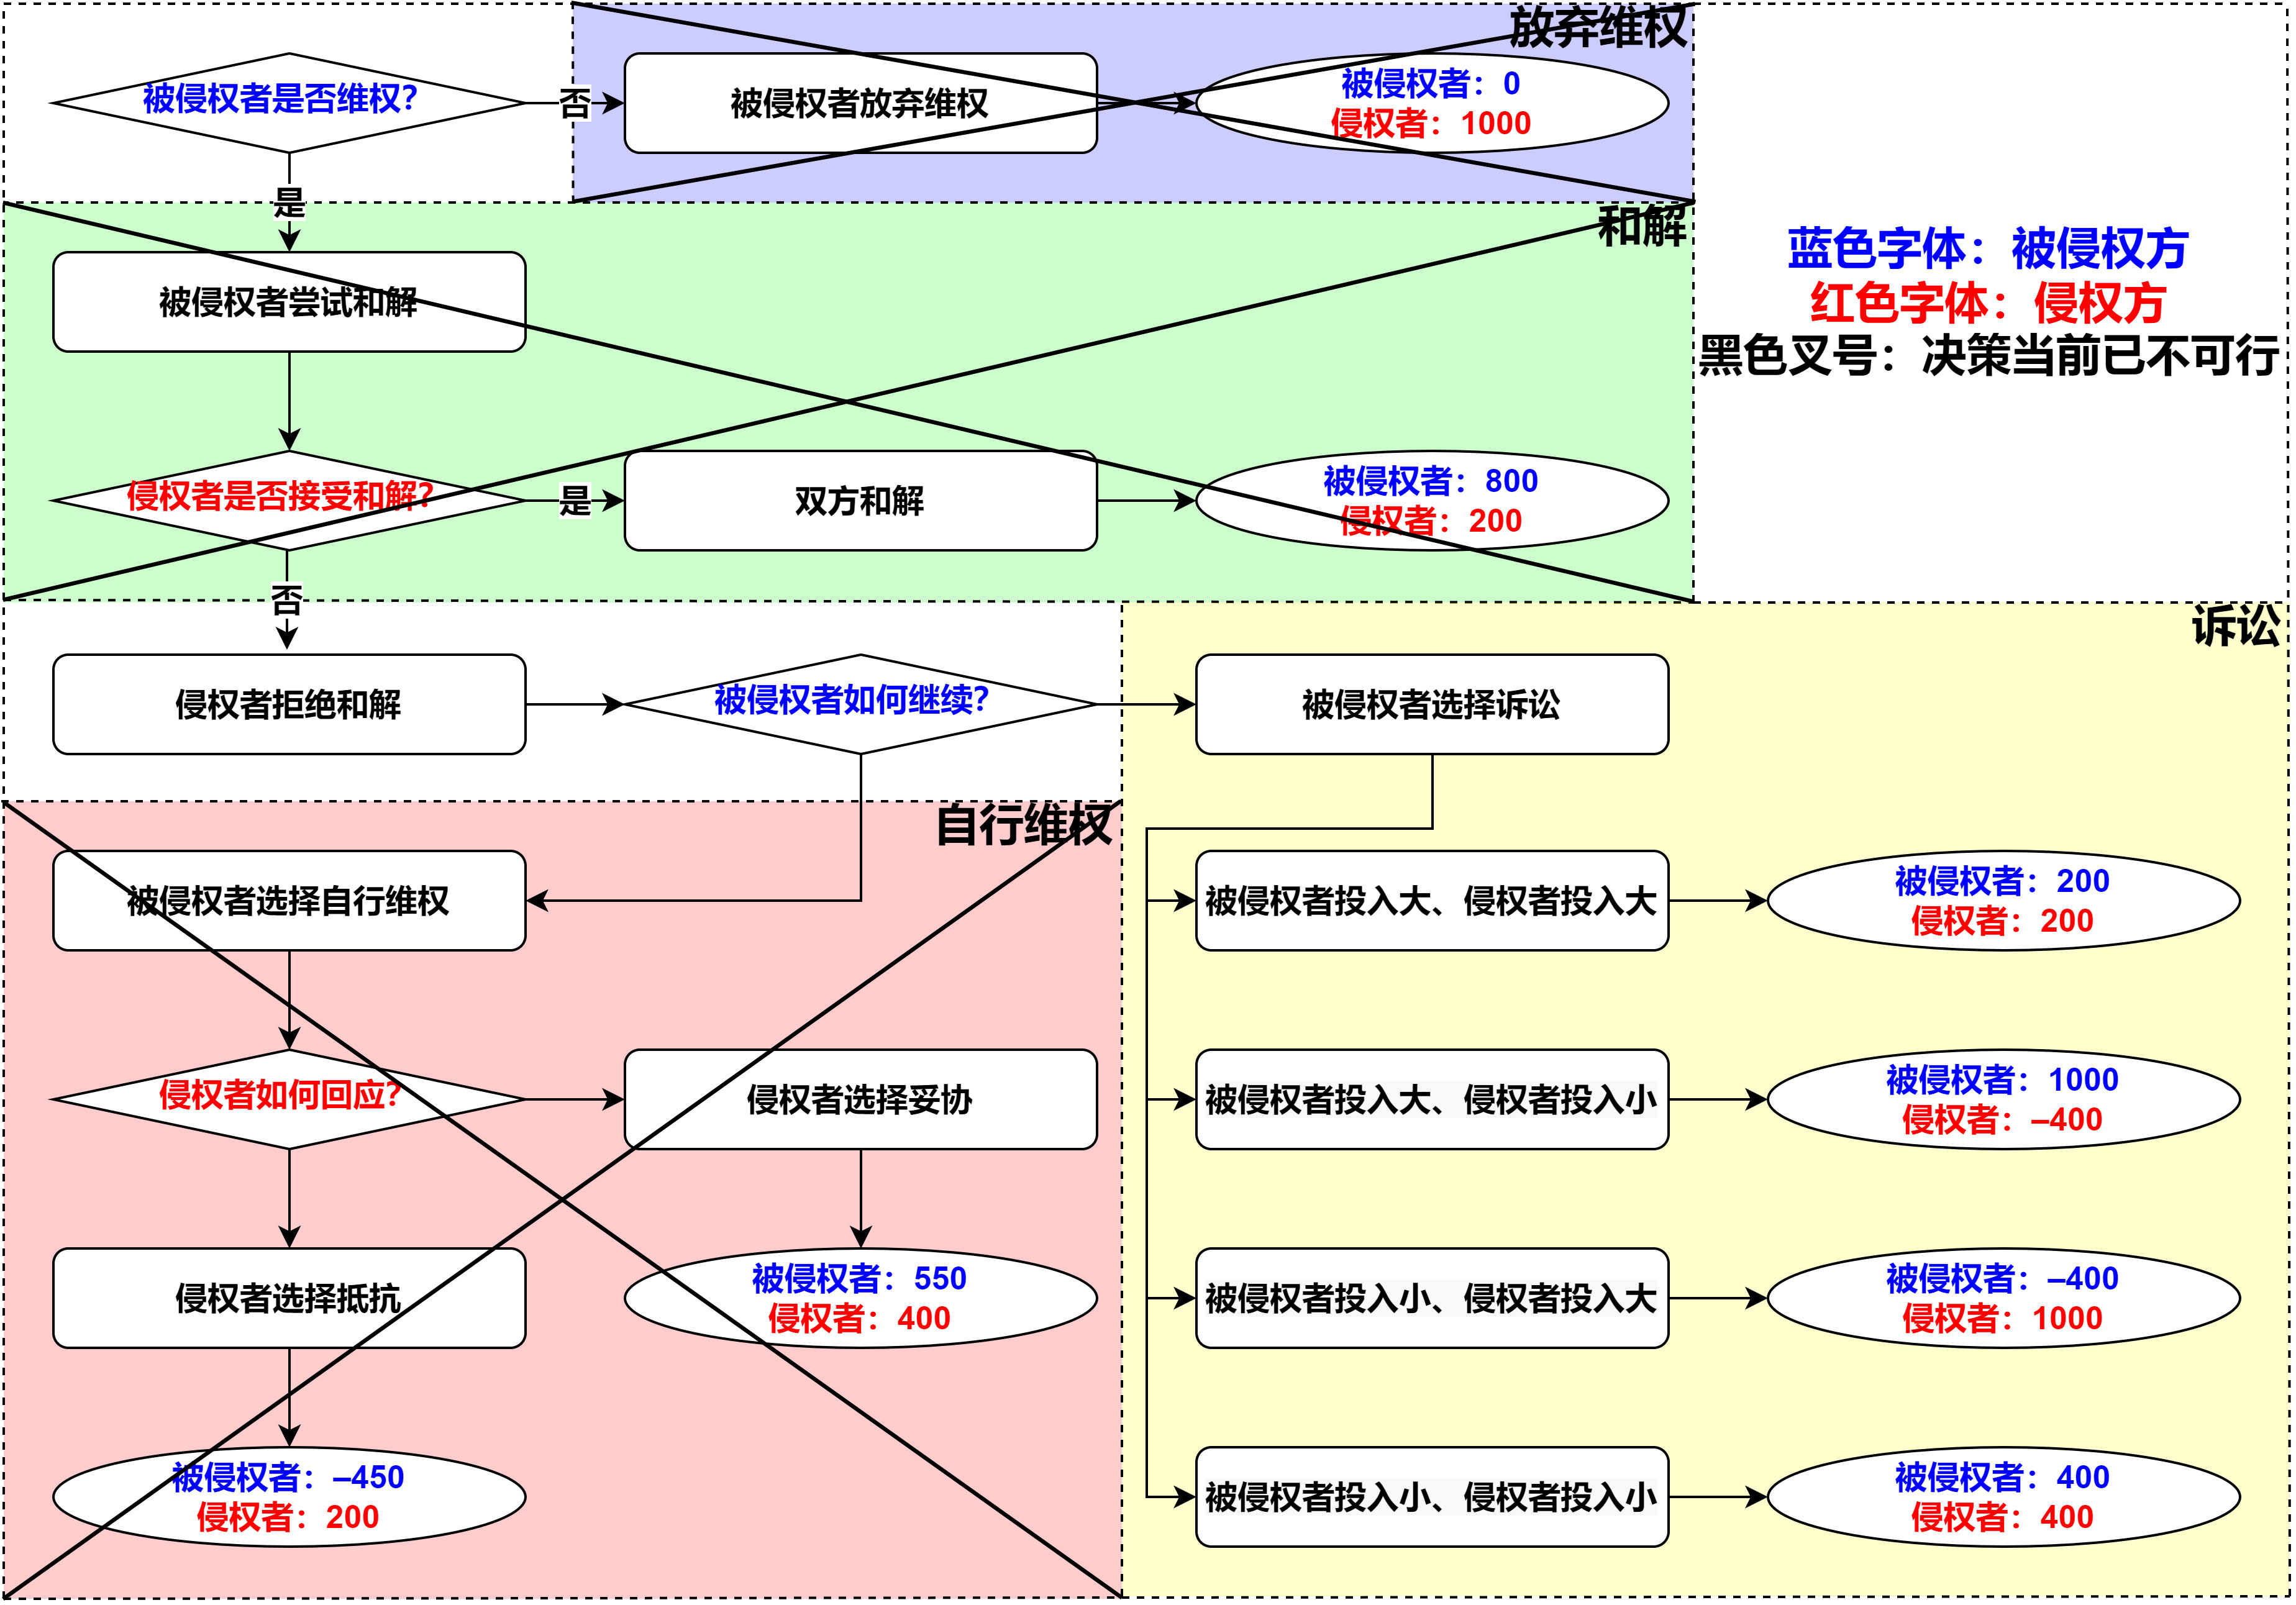 放弃维权
被侵权者是否维权?
否
被侵权者放弃维权
被侵权者：0
侵权者：1000
是
和解
被侵权者尝试和解
蓝色字体：被侵权方
红色字体：侵权方
黑色叉号：决策当前已不可行
侵权者是否接受和解?
是
双方和解
被侵权者：800
侵权者：200
否
诉讼
侵权者拒绝和解
被侵权者如何继续?
被侵权者选择诉讼
自行维权
被侵权者选择自行维权
被侵权者投入大、侵权者投入大
被侵权者：200
侵权者：200
侵权者如何回应?
侵权者选择妥协
被侵权者投入大、侵权者投入小
被侵权者：1000
侵权者：–400
侵权者选择抵抗
被侵权者：550
侵权者：400
被侵权者投入小、侵权者投入大
被侵权者：–400
侵权者：1000
被侵权者：–450
侵权者：200
被侵权者投入小、侵权者投入小
被侵权者：400
侵权者：400